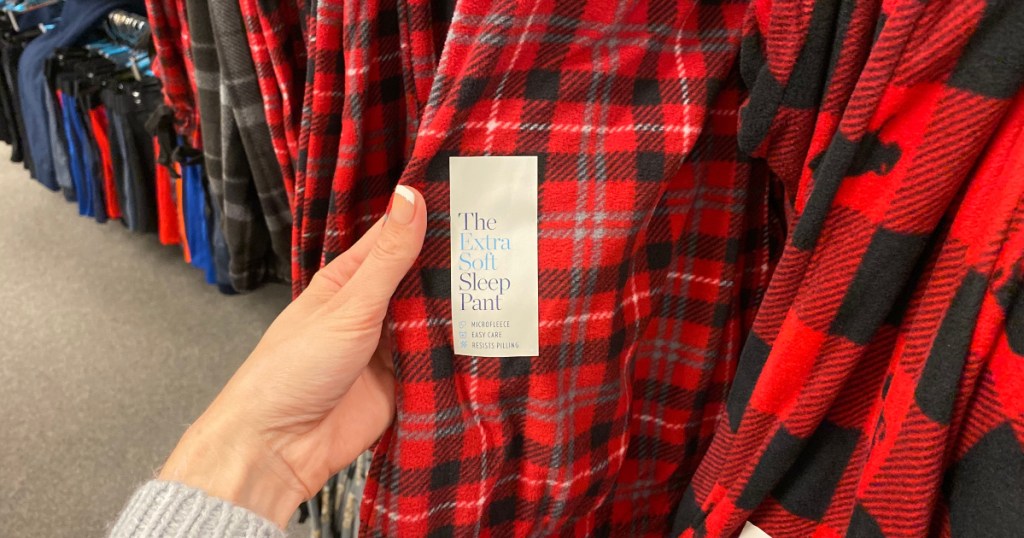 The
Extra
Soft
Sleep
Pant
MICROFLEECE
EASY CARE
RESISTS PILLING